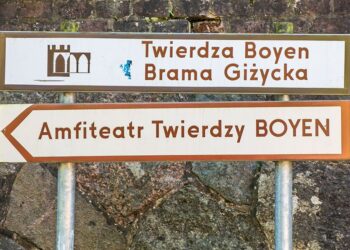 Twierdza Boyen
Brama Giżycka
Amfiteatr Twierdzy BOYEN